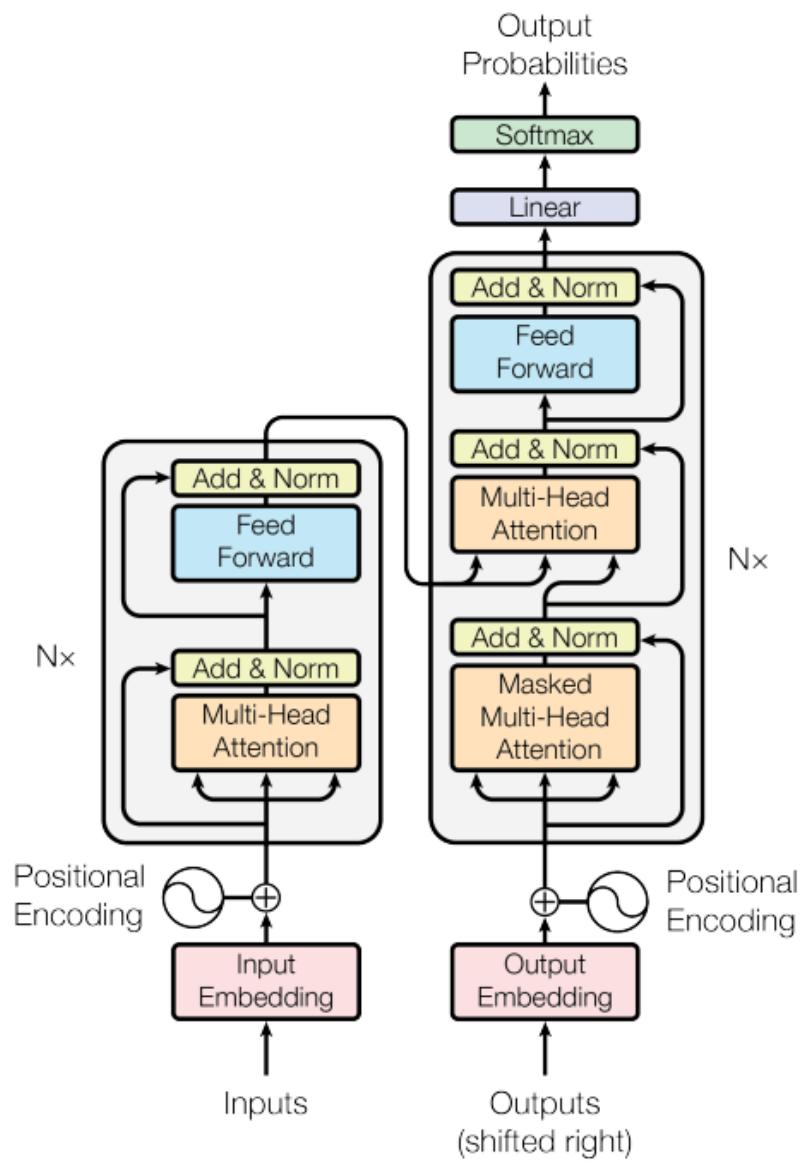 Output
Probabilities
Softmax
Linear
Add & Norm
Feed
Forward
Add & Norm
Multi-Head
Attention
Add & Norm
Masked
Multi-Head
Attention
N×
Add & Norm
Feed
Forward
Add & Norm
Multi-Head
Attention
N×
Positional
Encoding
Positional
Encoding
Input
Embedding
Output
Embedding
Inputs
Outputs
(shifted right)